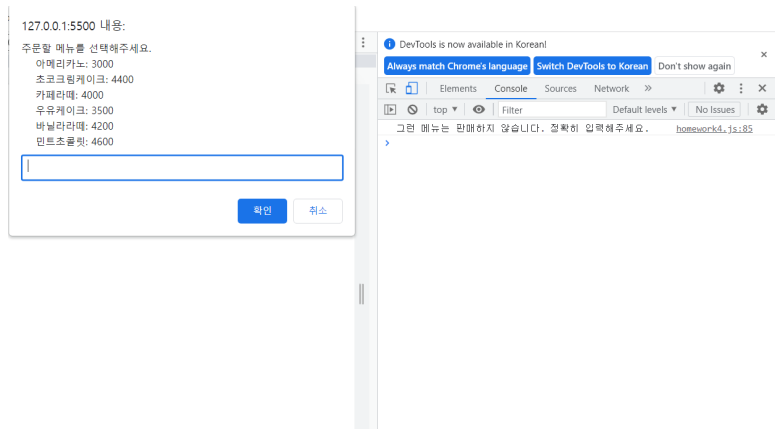 127.0.0.1:5500 내용:
주문할 메뉴를 선택해주세요.
아메리카노: 3000
초코크림케이크: 4400
카페라떼: 4000
우유케이크: 3500
바닐라라떼: 4200
민트초콜릿: 4600
확인 취소
DevTools is now available in Korean!
Always match Chrome's language Switch DevTools to Korean Don't show again
Elements Console Sources Network
top Filter Default levels No Issues
그런 메뉴는 판매하지 않습니다. 정확히 입력해주세요. homework4.js:85